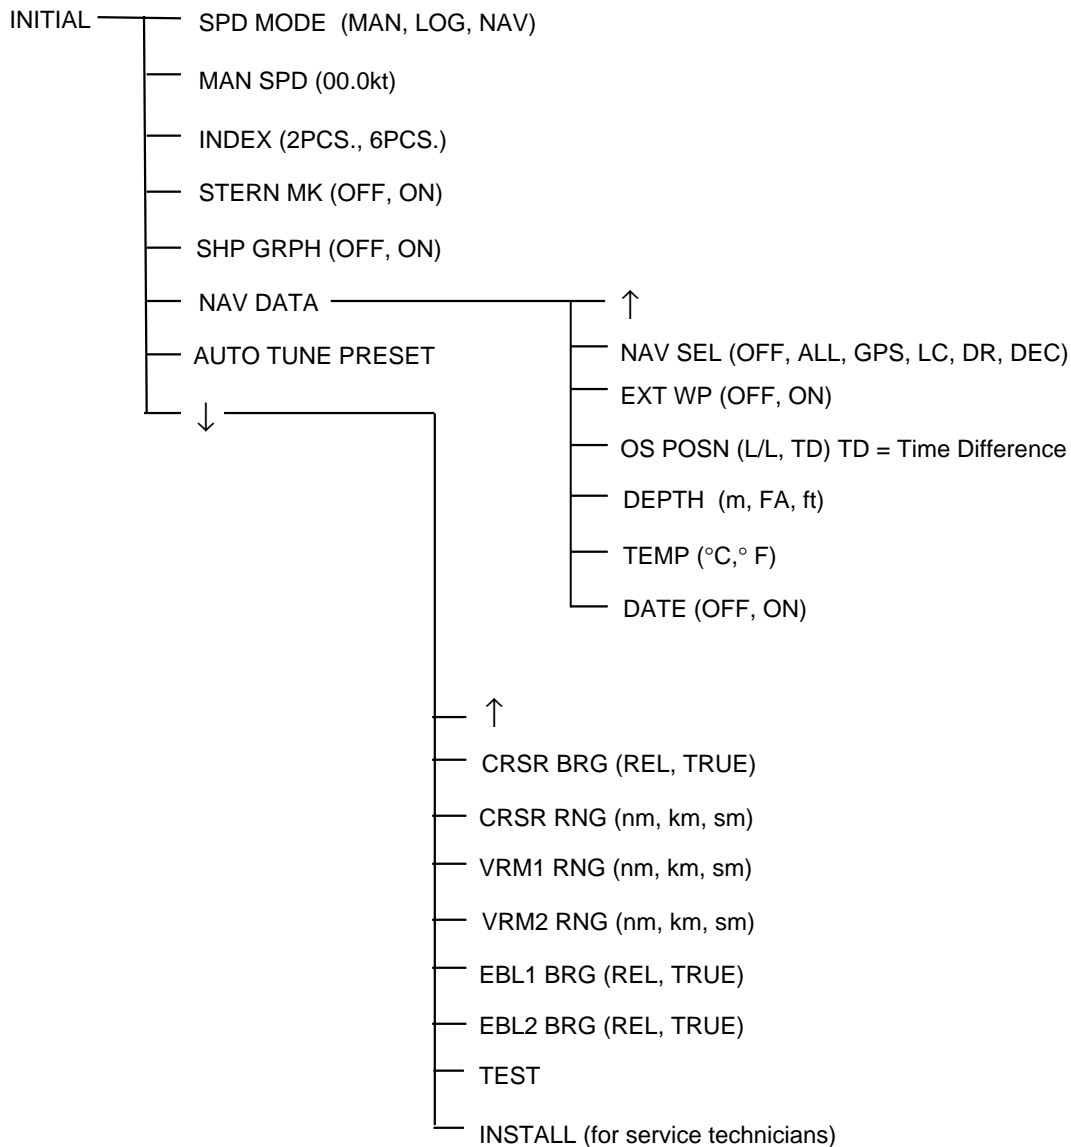 INITIAL
SPD MODE (MAN, LOG, NAV)
MAN SPD (00.0kt)
INDEX (2PCS., 6PCS.)
STERN MK (OFF, ON)
SHP GRPH (OFF, ON)
NAV DATA
↑
NAV SEL (OFF, ALL, GPS, LC, DR, DEC)
EXT WP (OFF, ON)
OS POSN (L/L, TD) TD = Time Difference
DEPTH (m, FA, ft)
TEMP (°C,° F)
DATE (OFF, ON)
AUTO TUNE PRESET
↓
↑
CRSR BRG (REL, TRUE)
CRSR RNG (nm, km, sm)
VRM1 RNG (nm, km, sm)
VRM2 RNG (nm, km, sm)
EBL1 BRG (REL, TRUE)
EBL2 BRG (REL, TRUE)
TEST
INSTALL (for service technicians)